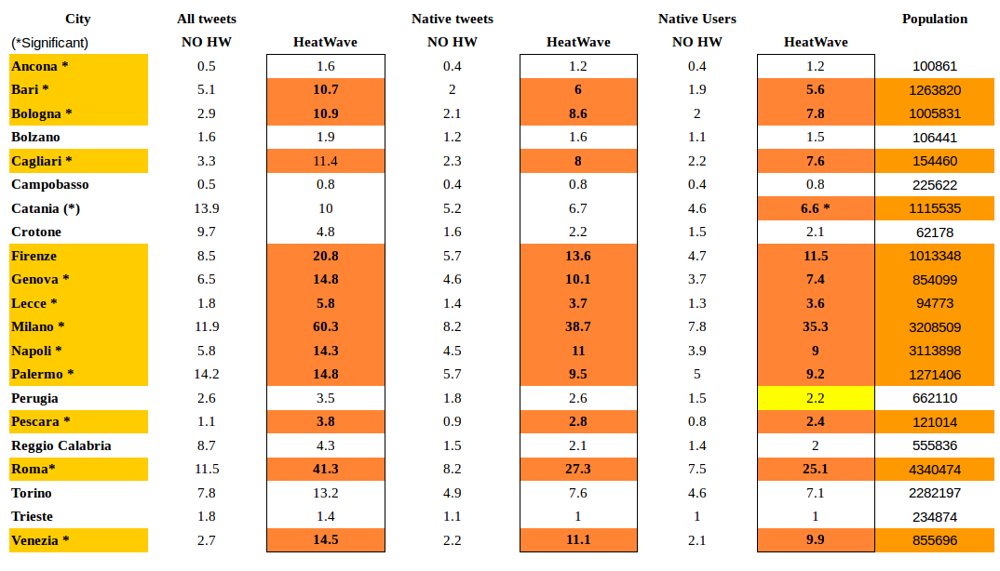 City All tweets Native tweets Native Users Population
(*Significant) NO HW HeatWave NO HW HeatWave NO HW HeatWave
Ancona * 0.5 1.6 0.4 1.2 0.4 1.2 100861
Bari * 5.1 10.7 2 6 1.9 5.6 1263820
Bologna * 2.9 10.9 2.1 8.6 2 7.8 1005831
Bolzano 1.6 1.9 1.2 1.6 1.1 1.5 106441
Cagliari * 3.3 11.4 2.3 8 2.2 7.6 154460
Campobasso 0.5 0.8 0.4 0.8 0.4 0.8 225622
Catania (*) 13.9 10 5.2 6.7 4.6 6.6 * 1115535
Crotone 9.7 4.8 1.6 2.2 1.5 2.1 62178
Firenze 8.5 20.8 5.7 13.6 4.7 11.5 1013348
Genova * 6.5 14.8 4.6 10.1 3.7 7.4 854099
Lecce * 1.8 5.8 1.4 3.7 1.3 3.6 94773
Milano * 11.9 60.3 8.2 38.7 7.8 35.3 3208509
Napoli * 5.8 14.3 4.5 11 3.9 9 3113898
Palermo * 14.2 14.8 5.7 9.5 5 9.2 1271406
Perugia 2.6 3.5 1.8 2.6 1.5 2.2 662110
Pescara * 1.1 3.8 0.9 2.8 0.8 2.4 121014
Reggio Calabria 8.7 4.3 1.5 2.1 1.4 2 555836
Roma* 11.5 41.3 8.2 27.3 7.5 25.1 4340474
Torino 7.8 13.2 4.9 7.6 4.6 7.1 2282197
Trieste 1.8 1.4 1.1 1 1 1 234874
Venezia * 2.7 14.5 2.2 11.1 2.1 9.9 855696